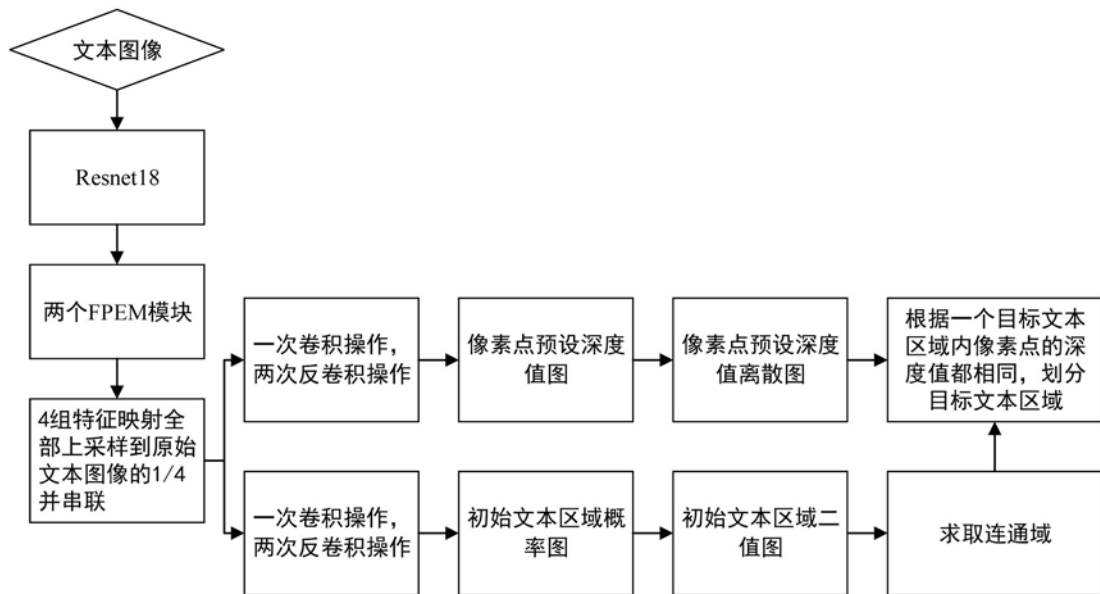 文本图像
Resnet18
两个FPEM模块
4组特征映射全
部上采样到原始
文本图像的1/4
并串联
一次卷积操作,
两次反卷积操作
像素点预设深度
值图
像素点预设深度
值离散图
根据一个目标文本
区域内像素点的深
度值都相同，划分
目标文本区域
一次卷积操作,
两次反卷积操作
初始文本区域概
率图
初始文本区域二
值图
求取连通域